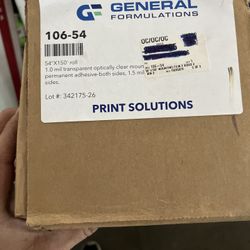 GENERAL
FORMULATIONS
106-54
54"X150' roll
1.0 mil transparent optically clear moun
permanent adhesive-both sides, 1.5 mil
sides.
Lot #: 342175-26
PRINT SOLUTIONS